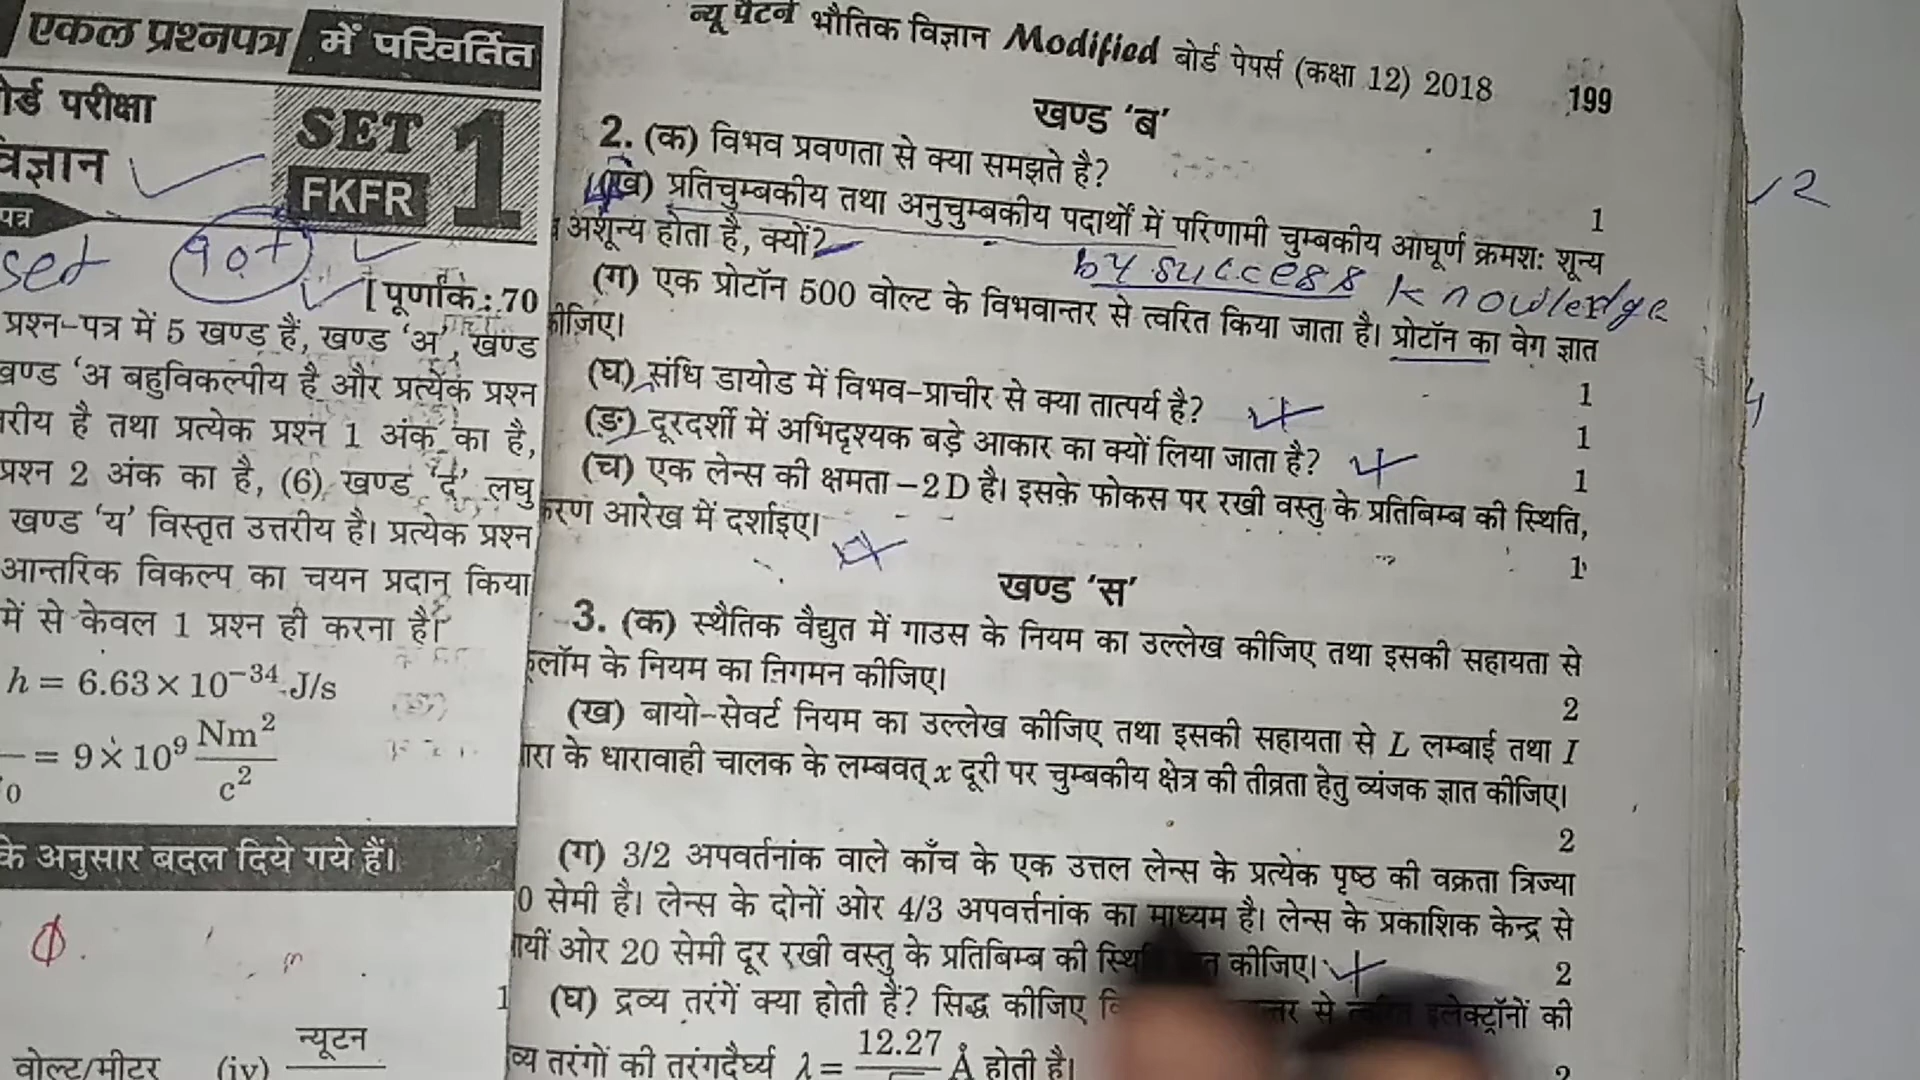 एकल प्रश्नपत्र में परिवर्तित
र्ड परीक्षा
विज्ञान
SET 1
FKFR
पत्र
set 90+
[पूर्णांक : 70
प्रश्न-पत्र में 5 खण्ड हैं, खण्ड ‘अ’, खण्ड
खण्ड ‘अ बहुविकल्पीय है और प्रत्येक प्रश्न
त्तरीय है तथा प्रत्येक प्रश्न 1 अंक का है,
प्रश्न 2 अंक का है, (6) खण्ड ‘द’ लघु
खण्ड ‘य’ विस्तृत उत्तरीय है। प्रत्येक प्रश्न
आन्तरिक विकल्प का चयन प्रदान किया
में से केवल 1 प्रश्न ही करना है।
h = 6.63 × 10⁻³⁴ J/s
= 9 × 10⁹ Nm²/c²
के अनुसार बदल दिये गये हैं।
1
वोल्ट/मीटर (iv) न्यूटन
न्यू पैटर्न भौतिक विज्ञान Modified बोर्ड पेपर्स (कक्षा 12) 2018 199
खण्ड ‘ब’
2. (क) विभव प्रवणता से क्या समझते है? 1
(ख) प्रतिचुम्बकीय तथा अनुचुम्बकीय पदार्थों में परिणामी चुम्बकीय आघूर्ण क्रमशः शून्य
अशून्य होता है, क्यों?
by success knowledge
(ग) एक प्रोटॉन 500 वोल्ट के विभवान्तर से त्वरित किया जाता है। प्रोटॉन का वेग ज्ञात
कीजिए। 1
(घ) संधि डायोड में विभव-प्राचीर से क्या तात्पर्य है? 1
(ङ) दूरदर्शी में अभिदृश्यक बड़े आकार का क्यों लिया जाता है? 1
(च) एक लेन्स की क्षमता – 2 D है। इसके फोकस पर रखी वस्तु के प्रतिबिम्ब की स्थिति,
किरण आरेख में दर्शाइए। 1
खण्ड ‘स’
3. (क) स्थैतिक वैद्युत में गाउस के नियम का उल्लेख कीजिए तथा इसकी सहायता से
कूलॉम के नियम का निगमन कीजिए। 2
(ख) बायो-सेवर्ट नियम का उल्लेख कीजिए तथा इसकी सहायता से L लम्बाई तथा I
धारा के धारावाही चालक के लम्बवत् x दूरी पर चुम्बकीय क्षेत्र की तीव्रता हेतु व्यंजक ज्ञात कीजिए।
2
(ग) 3/2 अपवर्तनांक वाले काँच के एक उत्तल लेन्स के प्रत्येक पृष्ठ की वक्रता त्रिज्या
0 सेमी है। लेन्स के दोनों ओर 4/3 अपवर्त्तनांक का माध्यम है। लेन्स के प्रकाशिक केन्द्र से
बायीं ओर 20 सेमी दूर रखी वस्तु के प्रतिबिम्ब की कीजिए। 2
(घ) द्रव्य तरंगें क्या होती हैं? सिद्ध कीजिए से त्वरित इलेक्ट्रॉनों की
द्रव्य तरंगों की तरंगदैर्घ्य λ = 12.27 Å होती है। 2
2